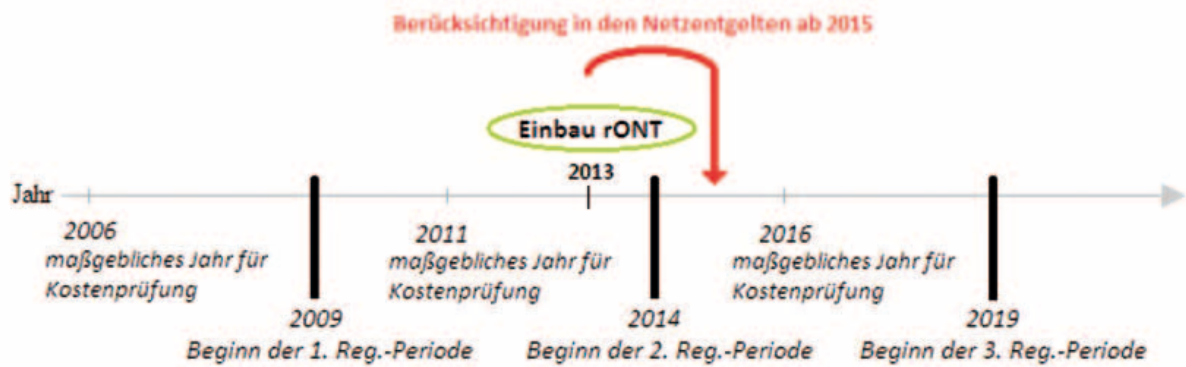 Berücksichtigung in den Netzentgelten ab 2015
Einbau rONT
2013
Jahr
2006
maßgebliches Jahr für
Kostenprüfung
2011
maßgebliches Jahr für
Kostenprüfung
2016
maßgebliches Jahr für
Kostenprüfung
2009
Beginn der 1. Reg.-Periode
2014
Beginn der 2. Reg.-Periode
2019
Beginn der 3. Reg.-Periode